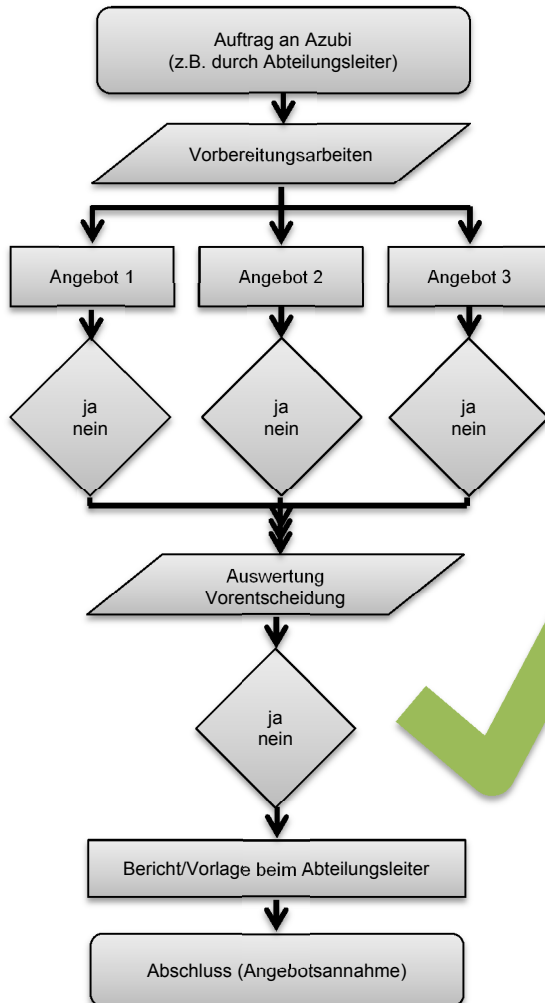 Auftrag an Azubi
(z.B. durch Abteilungsleiter)
Vorbereitungsarbeiten
Angebot 1
Angebot 2
Angebot 3
ja
nein
ja
nein
ja
nein
Auswertung
Vorentscheidung
ja
nein
Bericht/Vorlage beim Abteilungsleiter
Abschluss (Angebotsannahme)